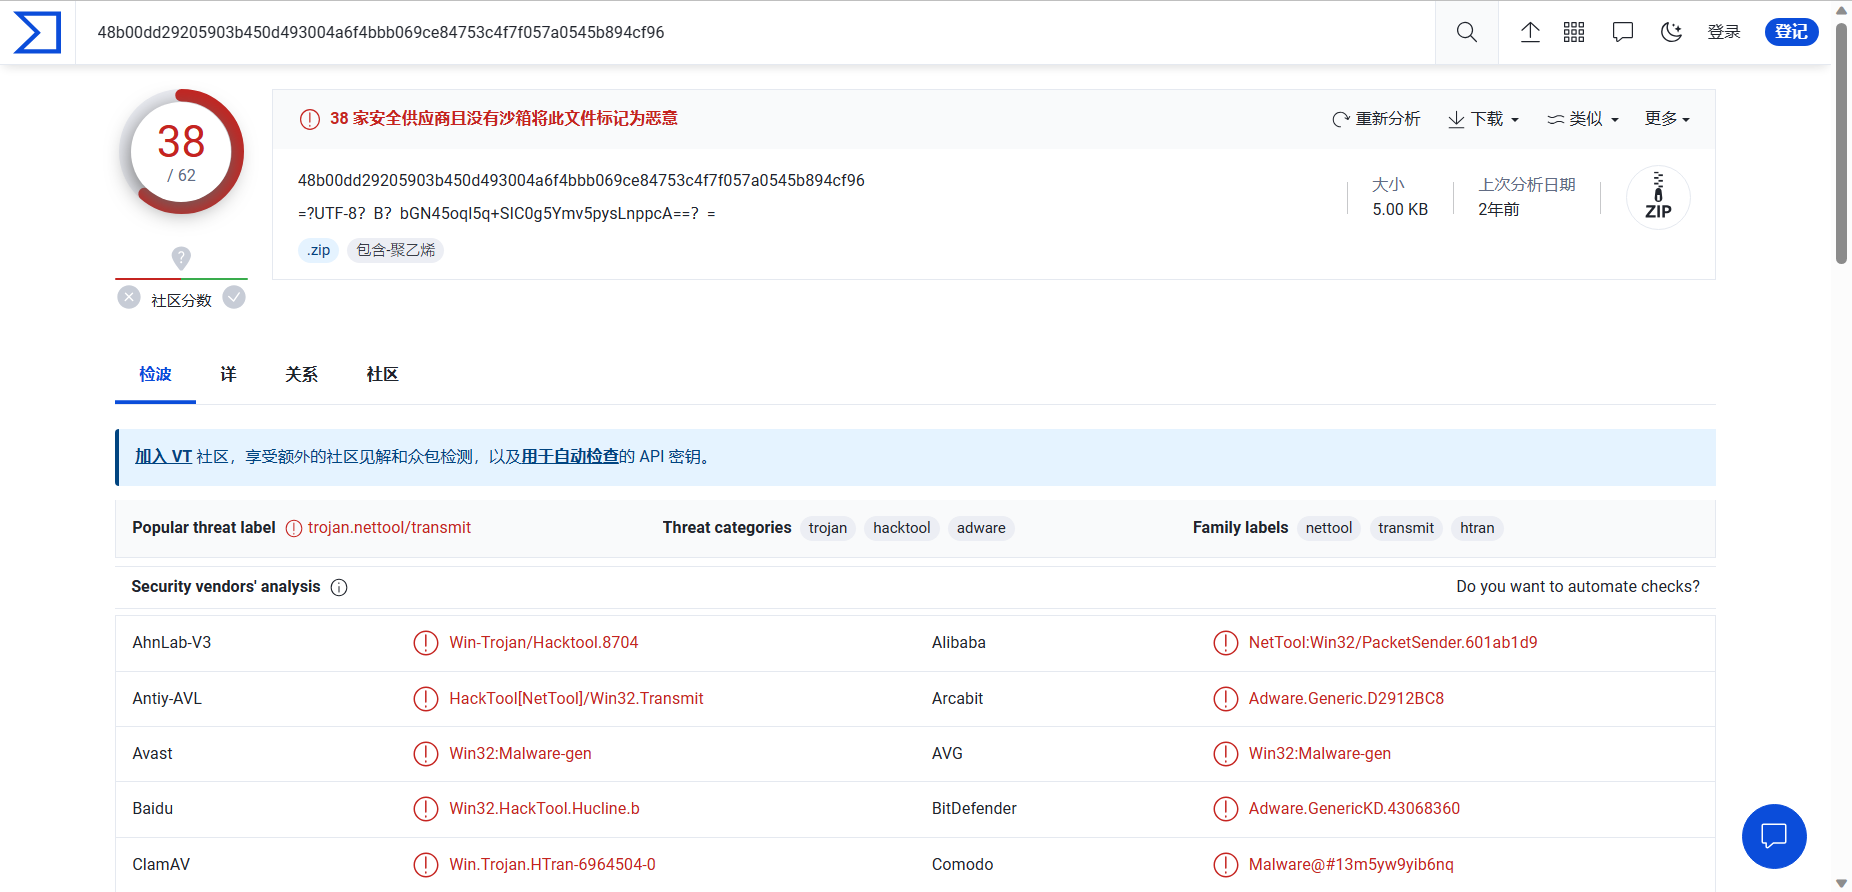 48b00dd29205903b450d493004a6f4bbb069ce84753c4f7f057a0545b894cf96
登录
登记
38
/ 62
社区分数
38 家安全供应商且没有沙箱将此文件标记为恶意
重新分析
下载
类似
更多
48b00dd29205903b450d493004a6f4bbb069ce84753c4f7f057a0545b894cf96
=?UTF-8？B？bGN45oqI5q+SIC0g5Ymv5pysLnppcA==？=
.zip
包含-聚乙烯
大小
5.00 KB
上次分析日期
2年前
ZIP
检波
详
关系
社区
加入 VT 社区，享受额外的社区见解和众包检测，以及用于自动检查的 API 密钥。
Popular threat label trojan.nettool/transmit
Threat categories trojan hacktool adware
Family labels nettool transmit htran
Security vendors' analysis
Do you want to automate checks?
AhnLab-V3 Win-Trojan/Hacktool.8704 Alibaba NetTool:Win32/PacketSender.601ab1d9
Antiy-AVL HackTool[NetTool]/Win32.Transmit Arcabit Adware.Generic.D2912BC8
Avast Win32:Malware-gen AVG Win32:Malware-gen
Baidu Win32.HackTool.Hucline.b BitDefender Adware.GenericKD.43068360
ClamAV Win.Trojan.HTran-6964504-0 Comodo Malware@#13m5yw9yib6nq